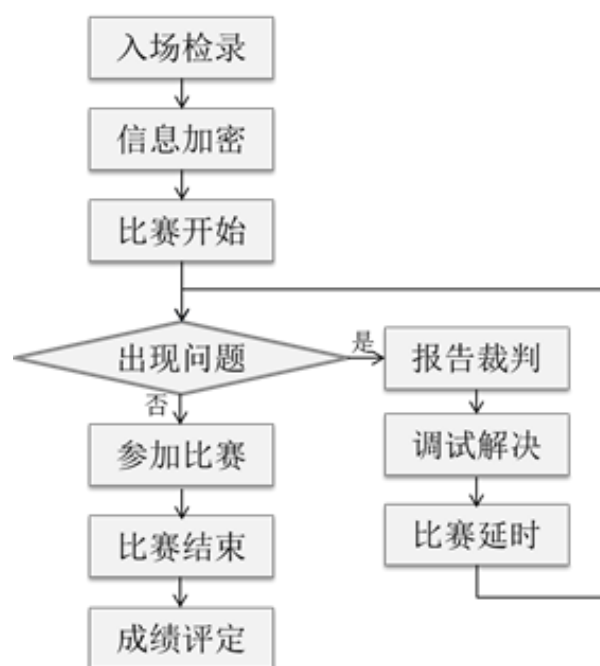 入场检录
信息加密
比赛开始
出现问题
是
报告裁判
否
调试解决
参加比赛
比赛延时
比赛结束
成绩评定